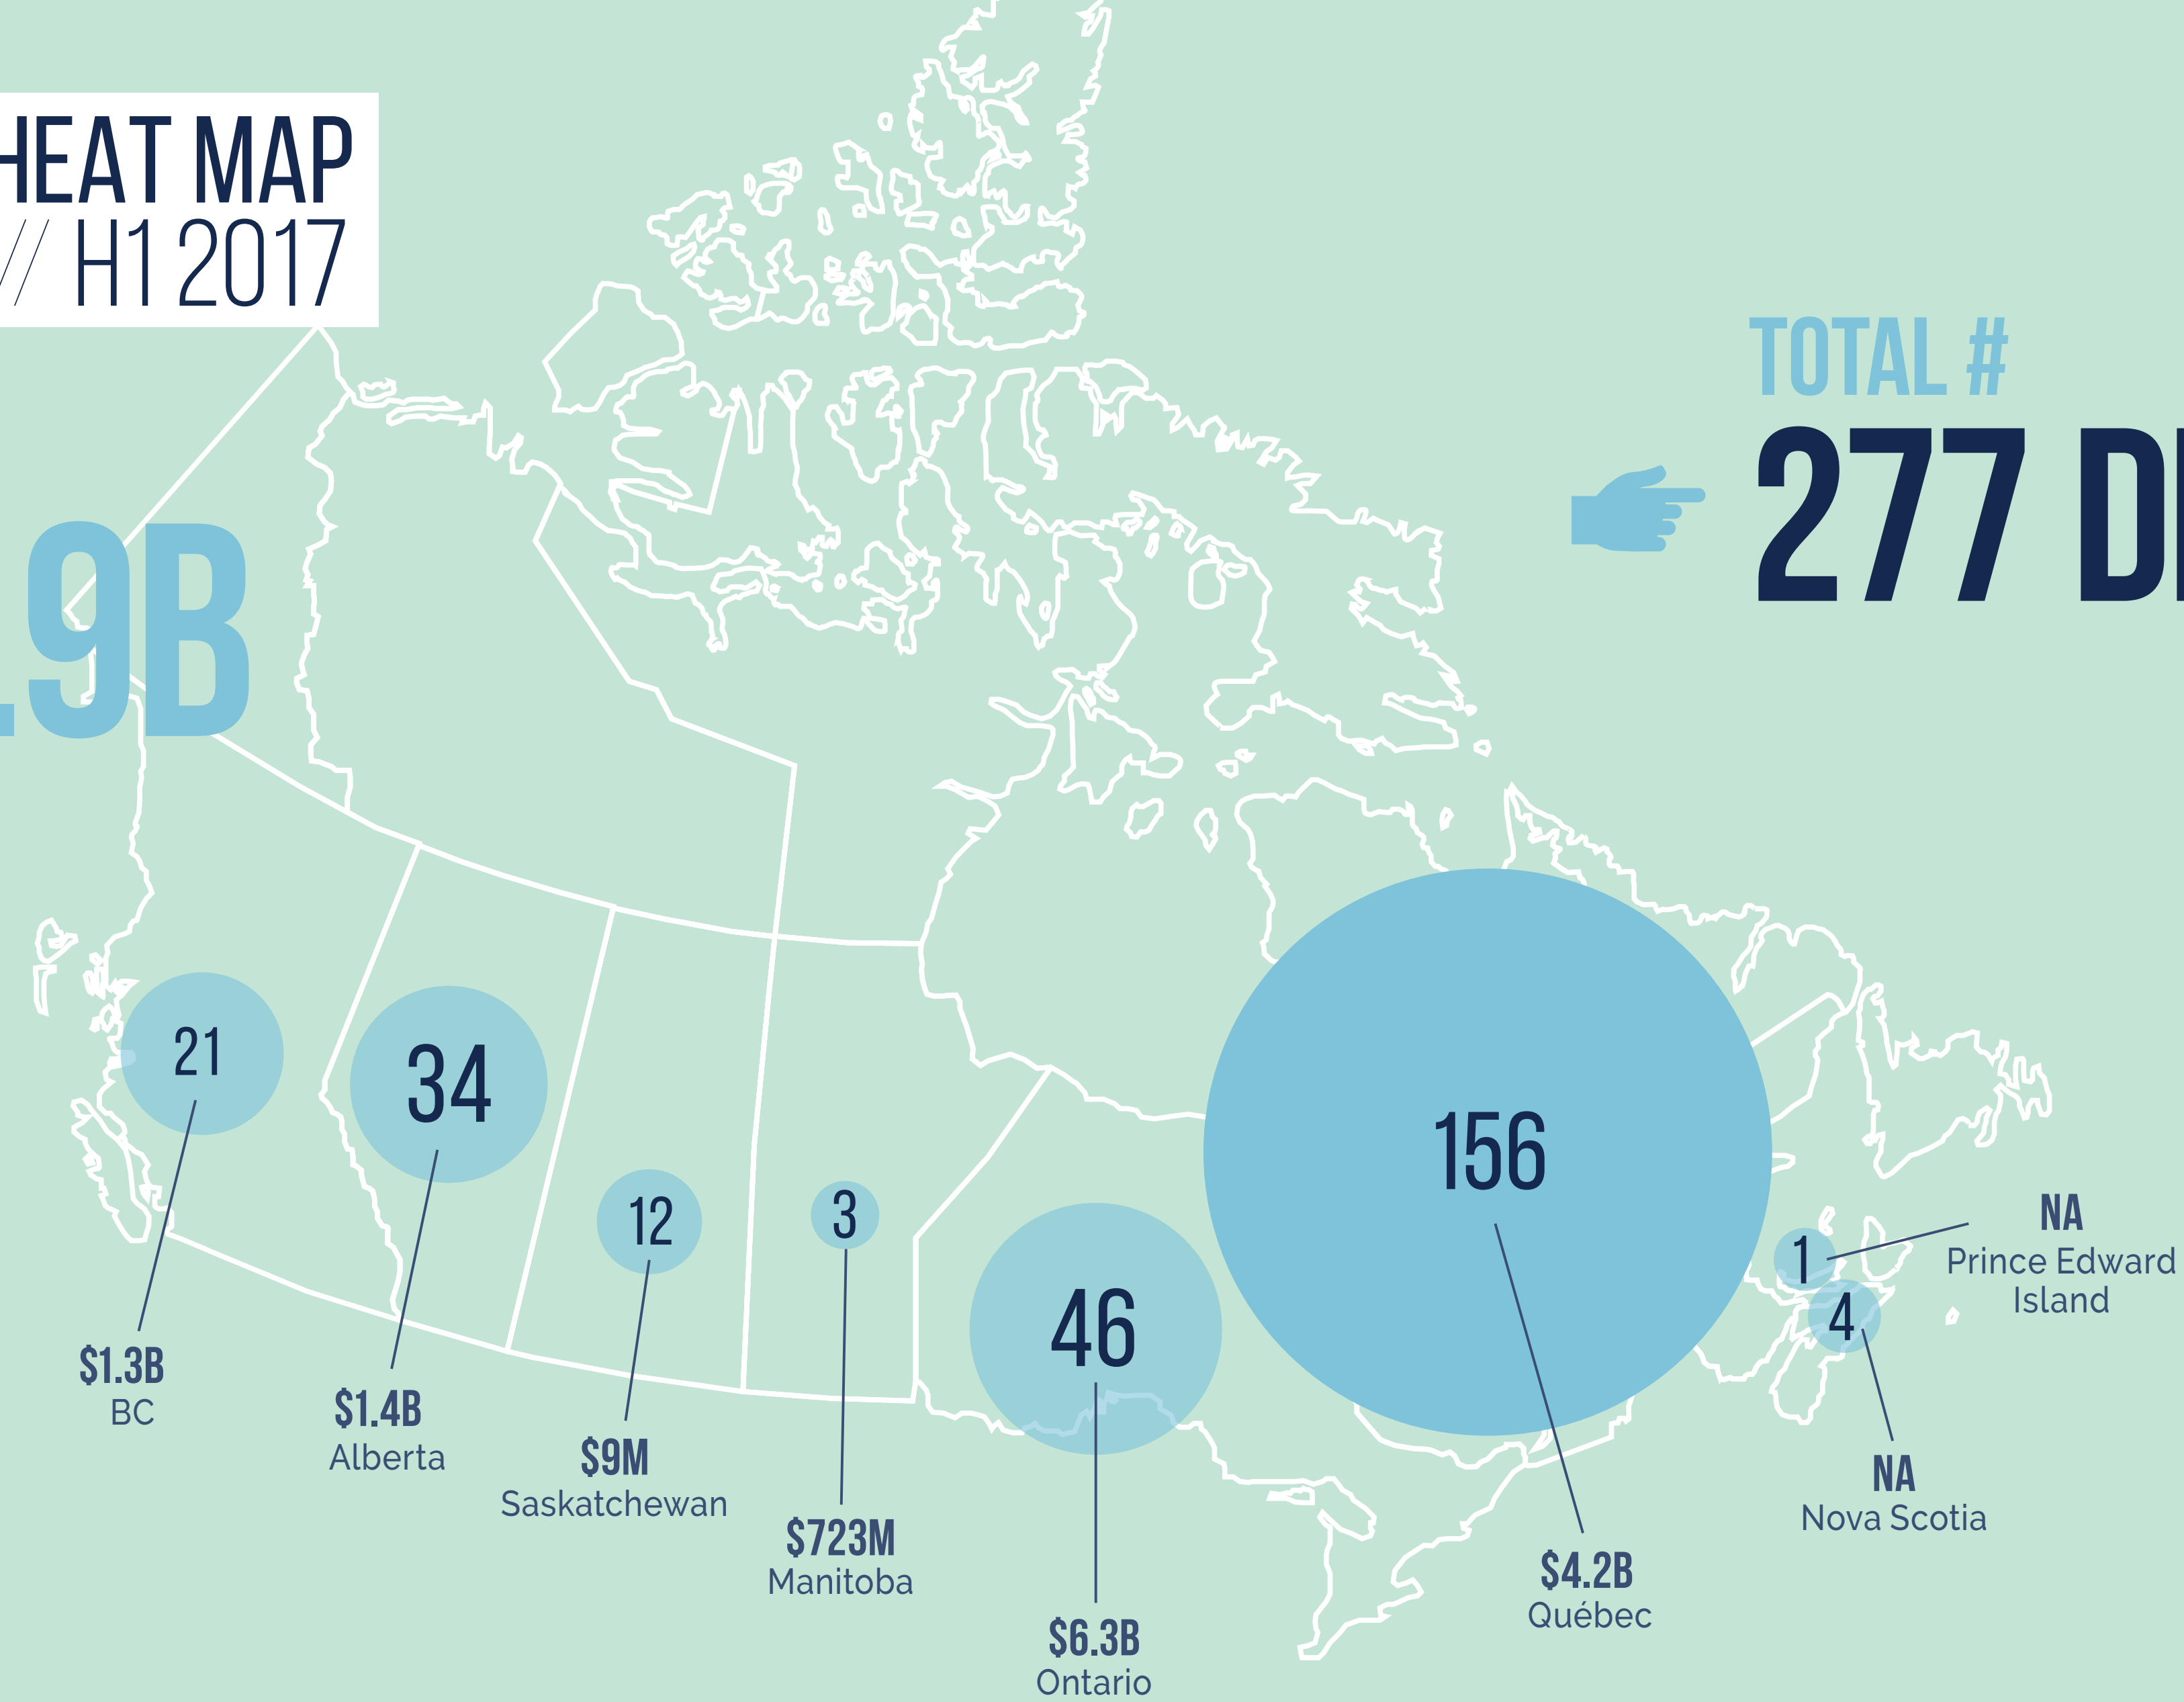 HEAT MAP
// H1 2017
TOTAL #
277 D
.9B
21
34
12
3
46
156
1
4
NA
Prince Edward
Island
$1.3B
BC
$1.4B
Alberta
$9M
Saskatchewan
$723M
Manitoba
$6.3B
Ontario
$4.2B
Québec
NA
Nova Scotia